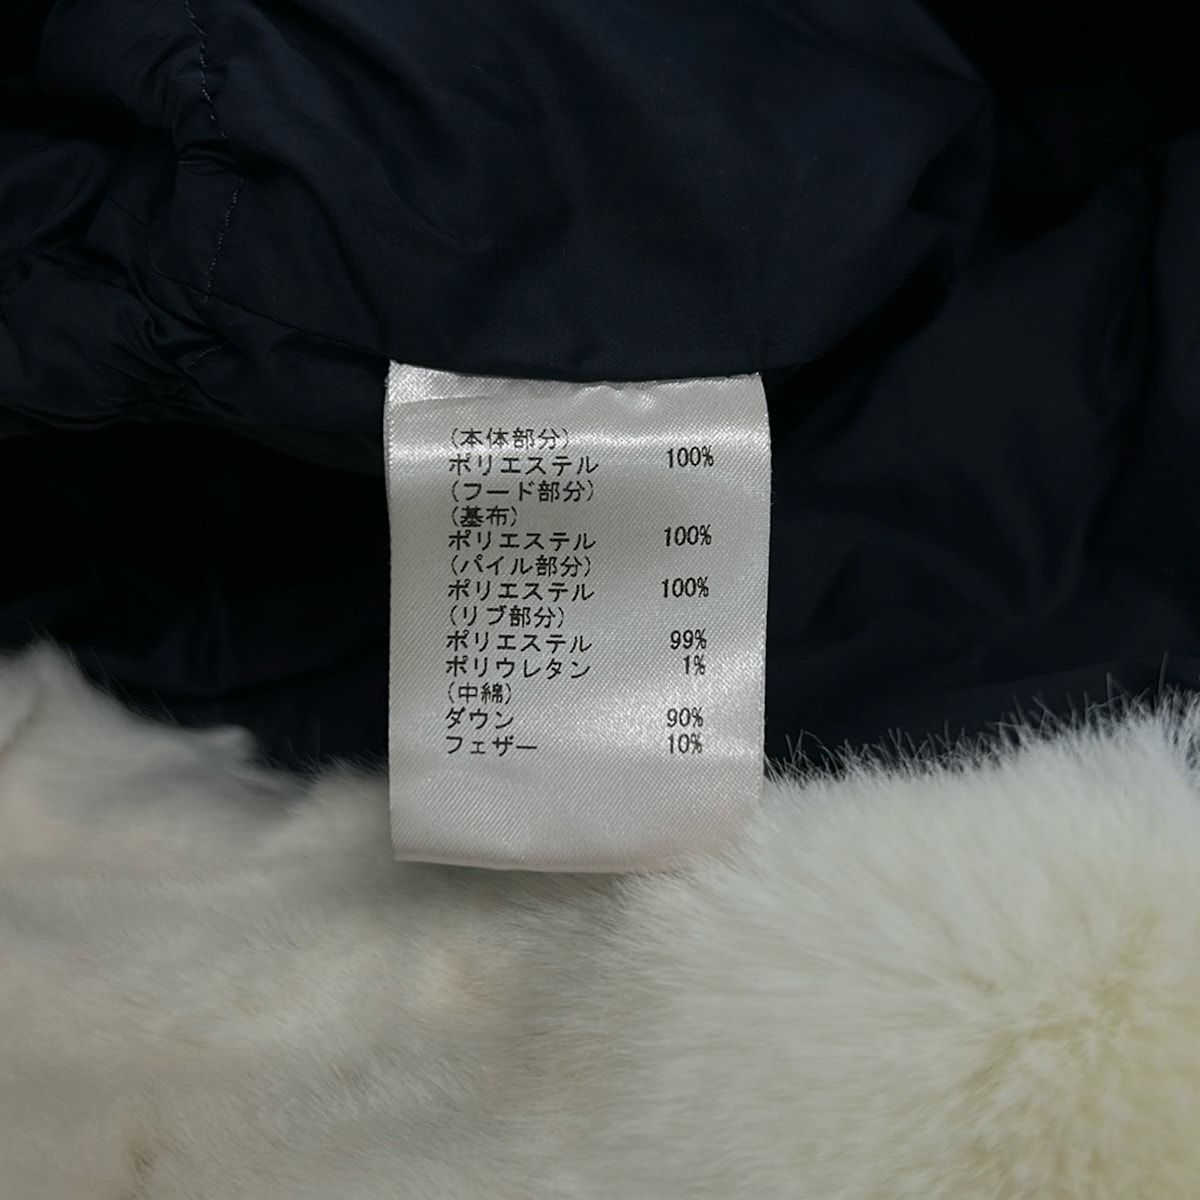 (本体部分)
ポリエステル 100%
(フード部分)
(基布)
ポリエステル 100%
(パイル部分)
ポリエステル 100%
(リブ部分)
ポリエステル 99%
ポリウレタン 1%
(中綿)
ダウン 90%
フェザー 10%